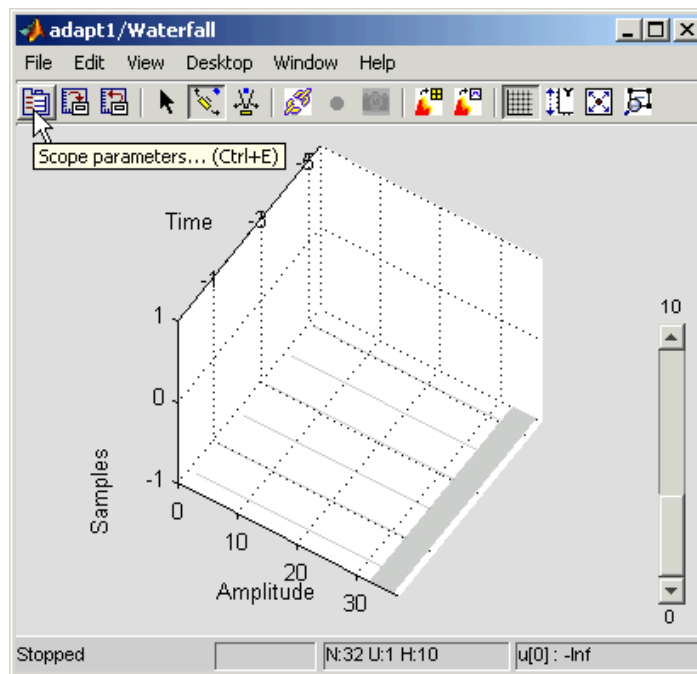 adapt1/Waterfall
File Edit View Desktop Window Help
Scope parameters... (Ctrl+E)
-5
Time
-3
-1
1
0
-1
Samples
0
10
20
30
Amplitude
10
0
Stopped
N:32 U:1 H:10
u[0] : -Inf